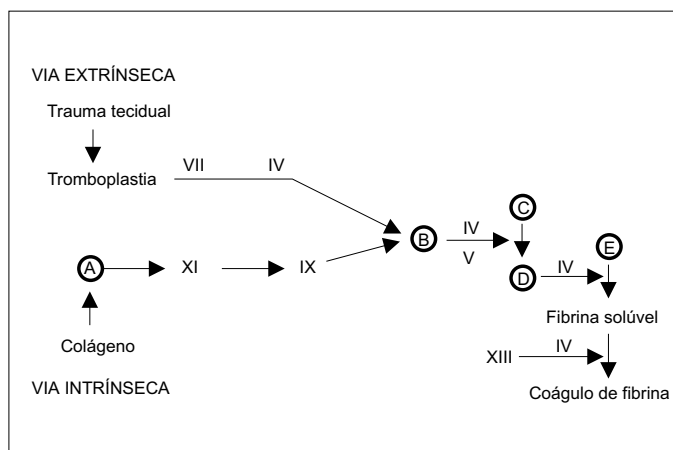 VIA EXTRÍNSECA
Trauma tecidual
Tromboplastia
VII
IV
C
B
IV
V
E
A
XI
IX
D
IV
Fibrina solúvel
Colágeno
XIII
IV
VIA INTRÍNSECA
Coágulo de fibrina